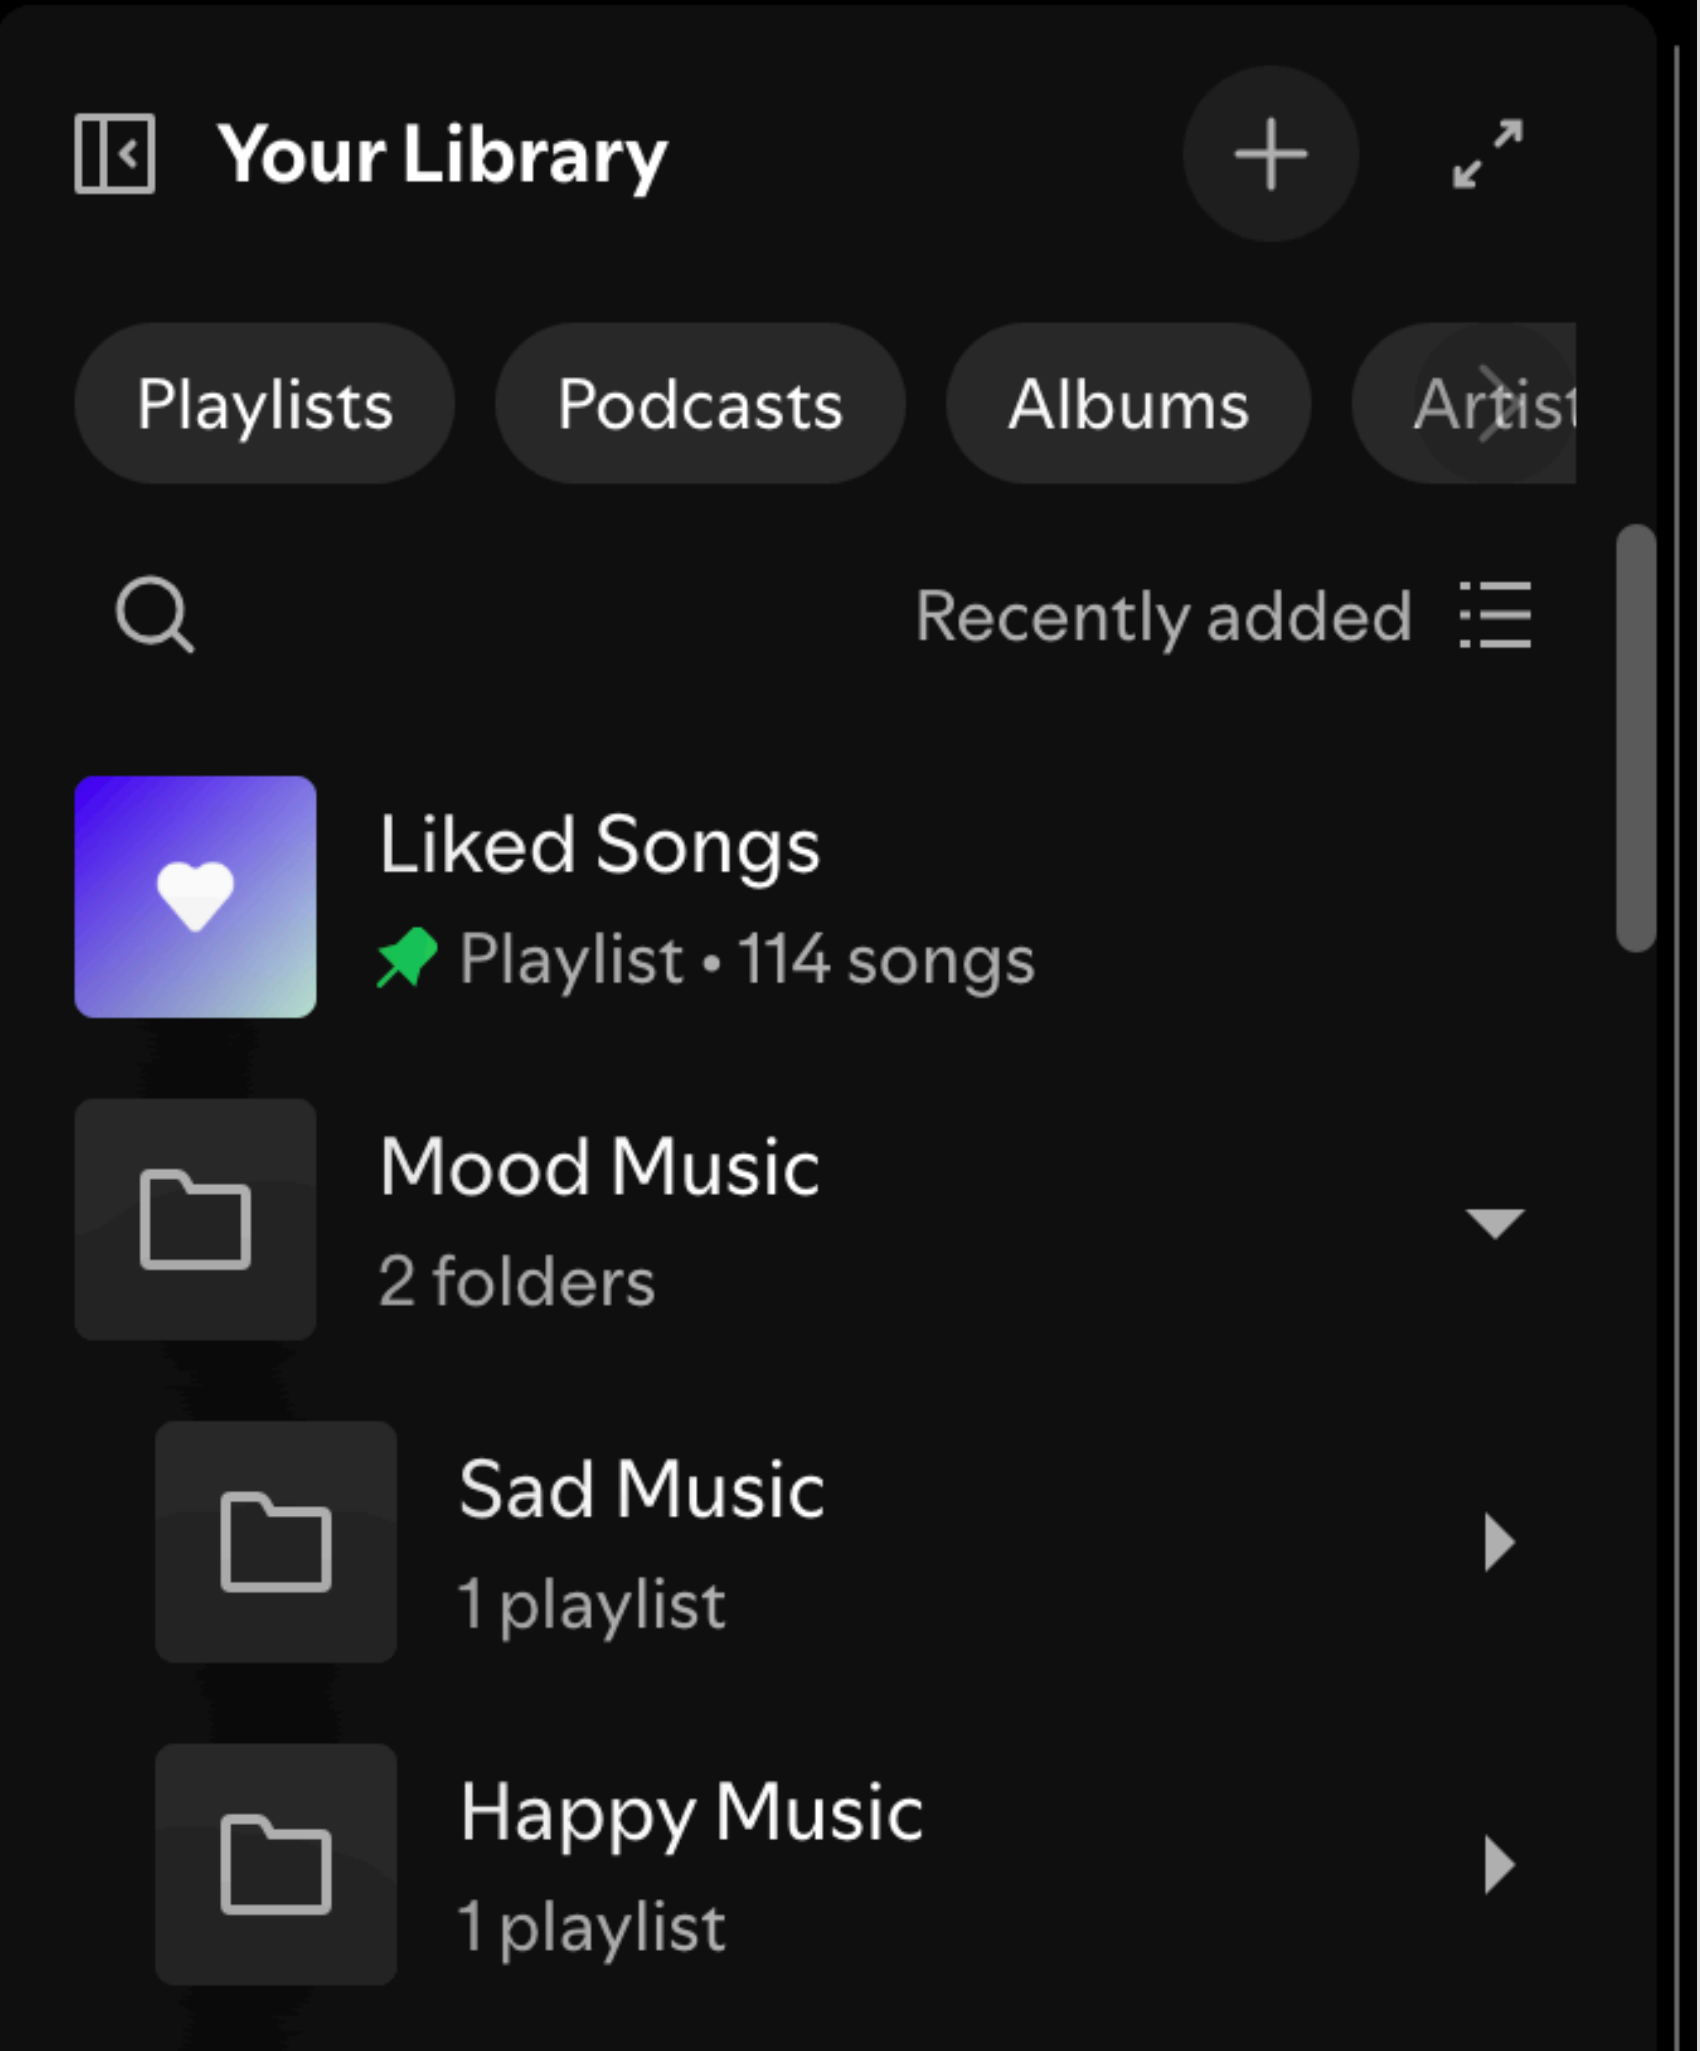 Your Library
Playlists Podcasts Albums Artist
Recently added
Liked Songs
Playlist • 114 songs
Mood Music
2 folders
Sad Music
1 playlist
Happy Music
1 playlist